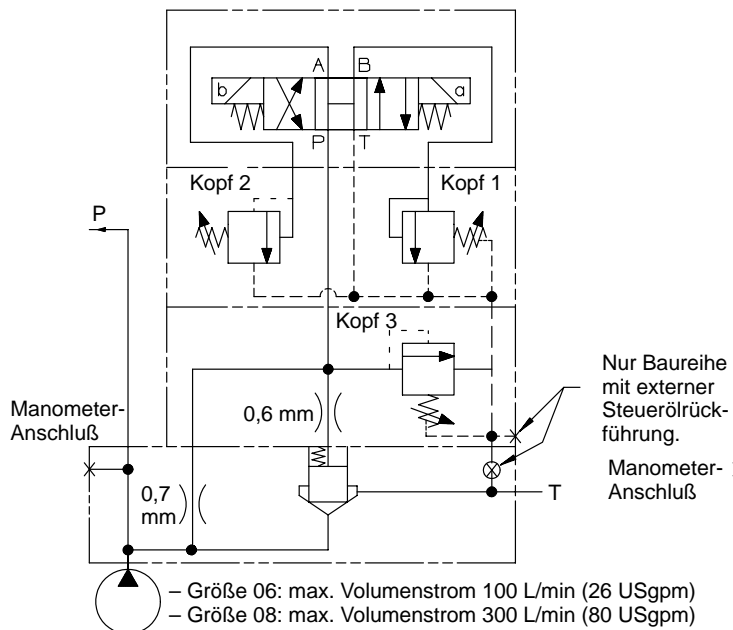 A B
b a
P T
Kopf 2 Kopf 1
P
Kopf 3
Nur Baureihe
mit externer
Steuerölrück-
führung.
Manometer-
Anschluß
0,6 mm
Manometer-
Anschluß
0,7
mm
T
– Größe 06: max. Volumenstrom 100 L/min (26 USgpm)
– Größe 08: max. Volumenstrom 300 L/min (80 USgpm)